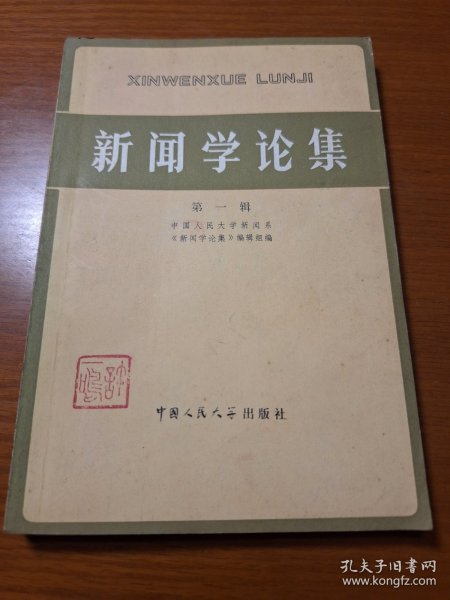 XINWENXUE LUNJI
新闻学论集
第一辑
中国人民大学新闻系
《新闻学论集》编辑组编
中國人民大学出版社
孔夫子旧书网
www.kongfz.com